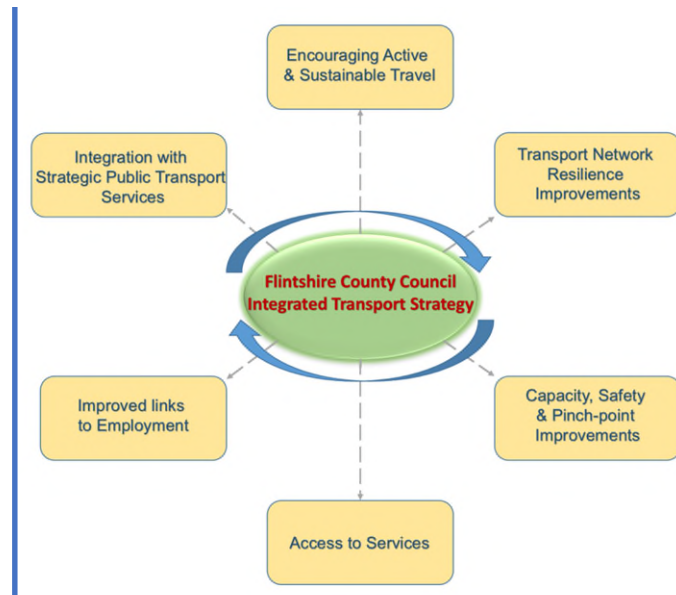 Encouraging Active
& Sustainable Travel
Integration with
Strategic Public Transport
Services
Transport Network
Resilience
Improvements
Flintshire County Council
Integrated Transport Strategy
Improved links
to Employment
Capacity, Safety
& Pinch-point
Improvements
Access to Services